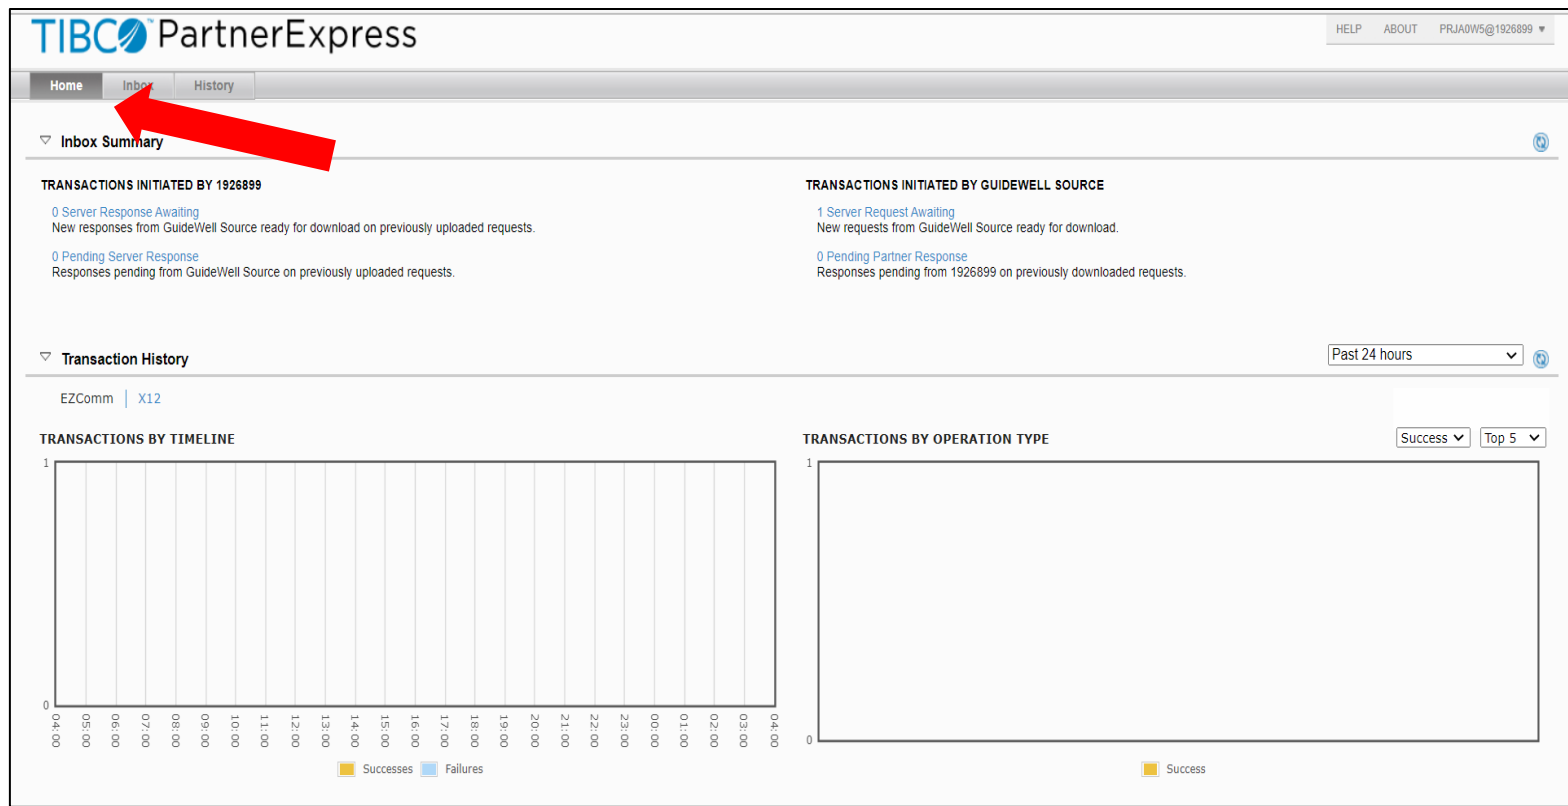 TIBCO™ PartnerExpress
HELP ABOUT PRJA0W5@1926899
Home Inbox History
Inbox Summary
TRANSACTIONS INITIATED BY 1926899
0 Server Response Awaiting
New responses from GuideWell Source ready for download on previously uploaded requests.
0 Pending Server Response
Responses pending from GuideWell Source on previously uploaded requests.
TRANSACTIONS INITIATED BY GUIDEWELL SOURCE
1 Server Request Awaiting
New requests from GuideWell Source ready for download.
0 Pending Partner Response
Responses pending from 1926899 on previously downloaded requests.
Transaction History
Past 24 hours
EZComm | X12
TRANSACTIONS BY TIMELINE
1
0
04:00 05:00 06:00 07:00 08:00 09:00 10:00 11:00 12:00 13:00 14:00 15:00 16:00 17:00 18:00 19:00 20:00 21:00 22:00 23:00 00:00 01:00 02:00 03:00 04:00
Successes Failures
TRANSACTIONS BY OPERATION TYPE
Success Top 5
1
0
Success